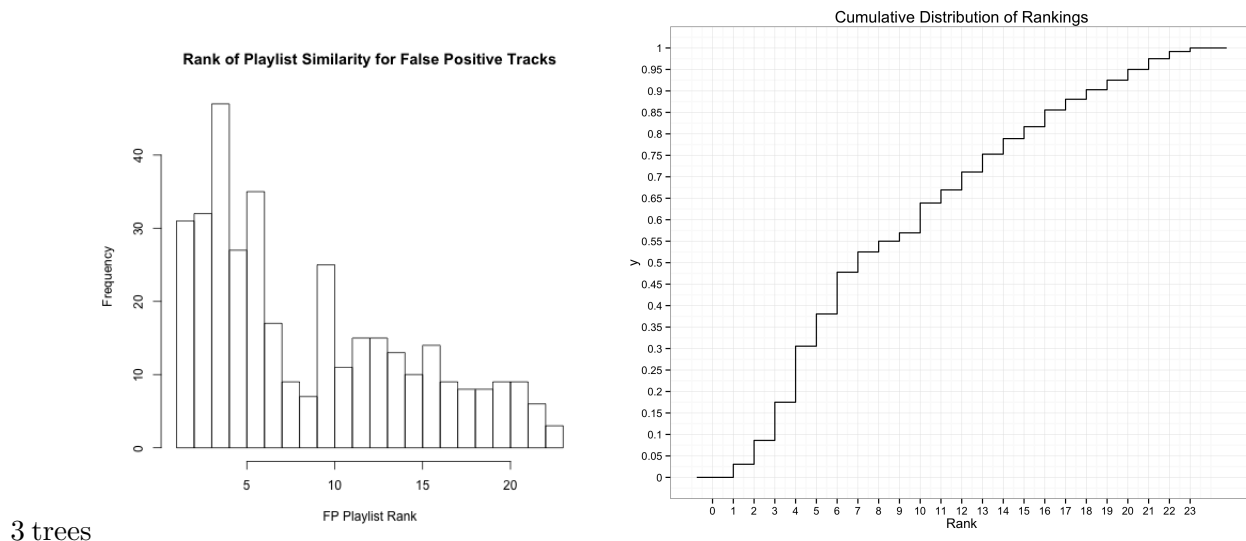 Rank of Playlist Similarity for False Positive Tracks
Frequency
40
30
20
10
0
5 10 15 20
FP Playlist Rank
Cumulative Distribution of Rankings
y
1
0.95
0.9
0.85
0.8
0.75
0.7
0.65
0.6
0.55
0.5
0.45
0.4
0.35
0.3
0.25
0.2
0.15
0.1
0.05
0
0 1 2 3 4 5 6 7 8 9 10 11 12 13 14 15 16 17 18 19 20 21 22 23
Rank
3 trees